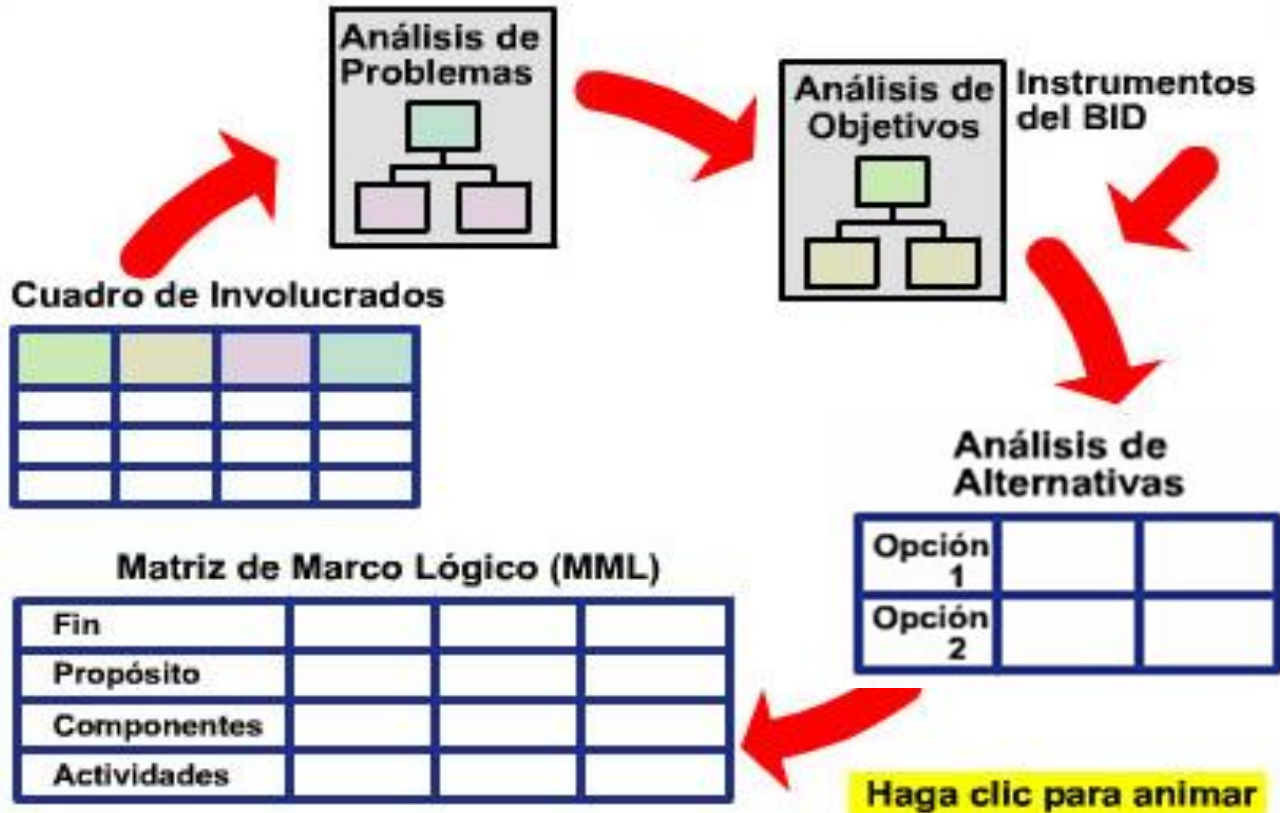 Análisis de
Problemas
Análisis de
Objetivos
Instrumentos
del BID
Cuadro de Involucrados
Análisis de
Alternativas
Opción
1
Opción
2
Matriz de Marco Lógico (MML)
Fin
Propósito
Componentes
Actividades
Haga clic para animar